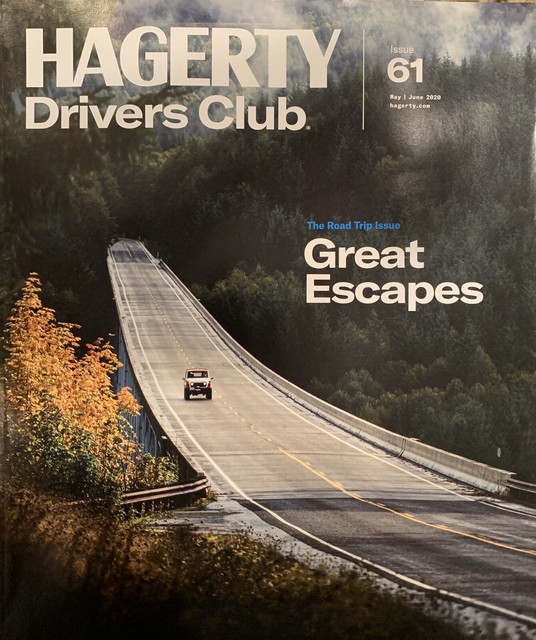 HAGERTY
Drivers Club®
Issue
61
May | June 2020
hagerty.com
The Road Trip Issue
Great
Escapes